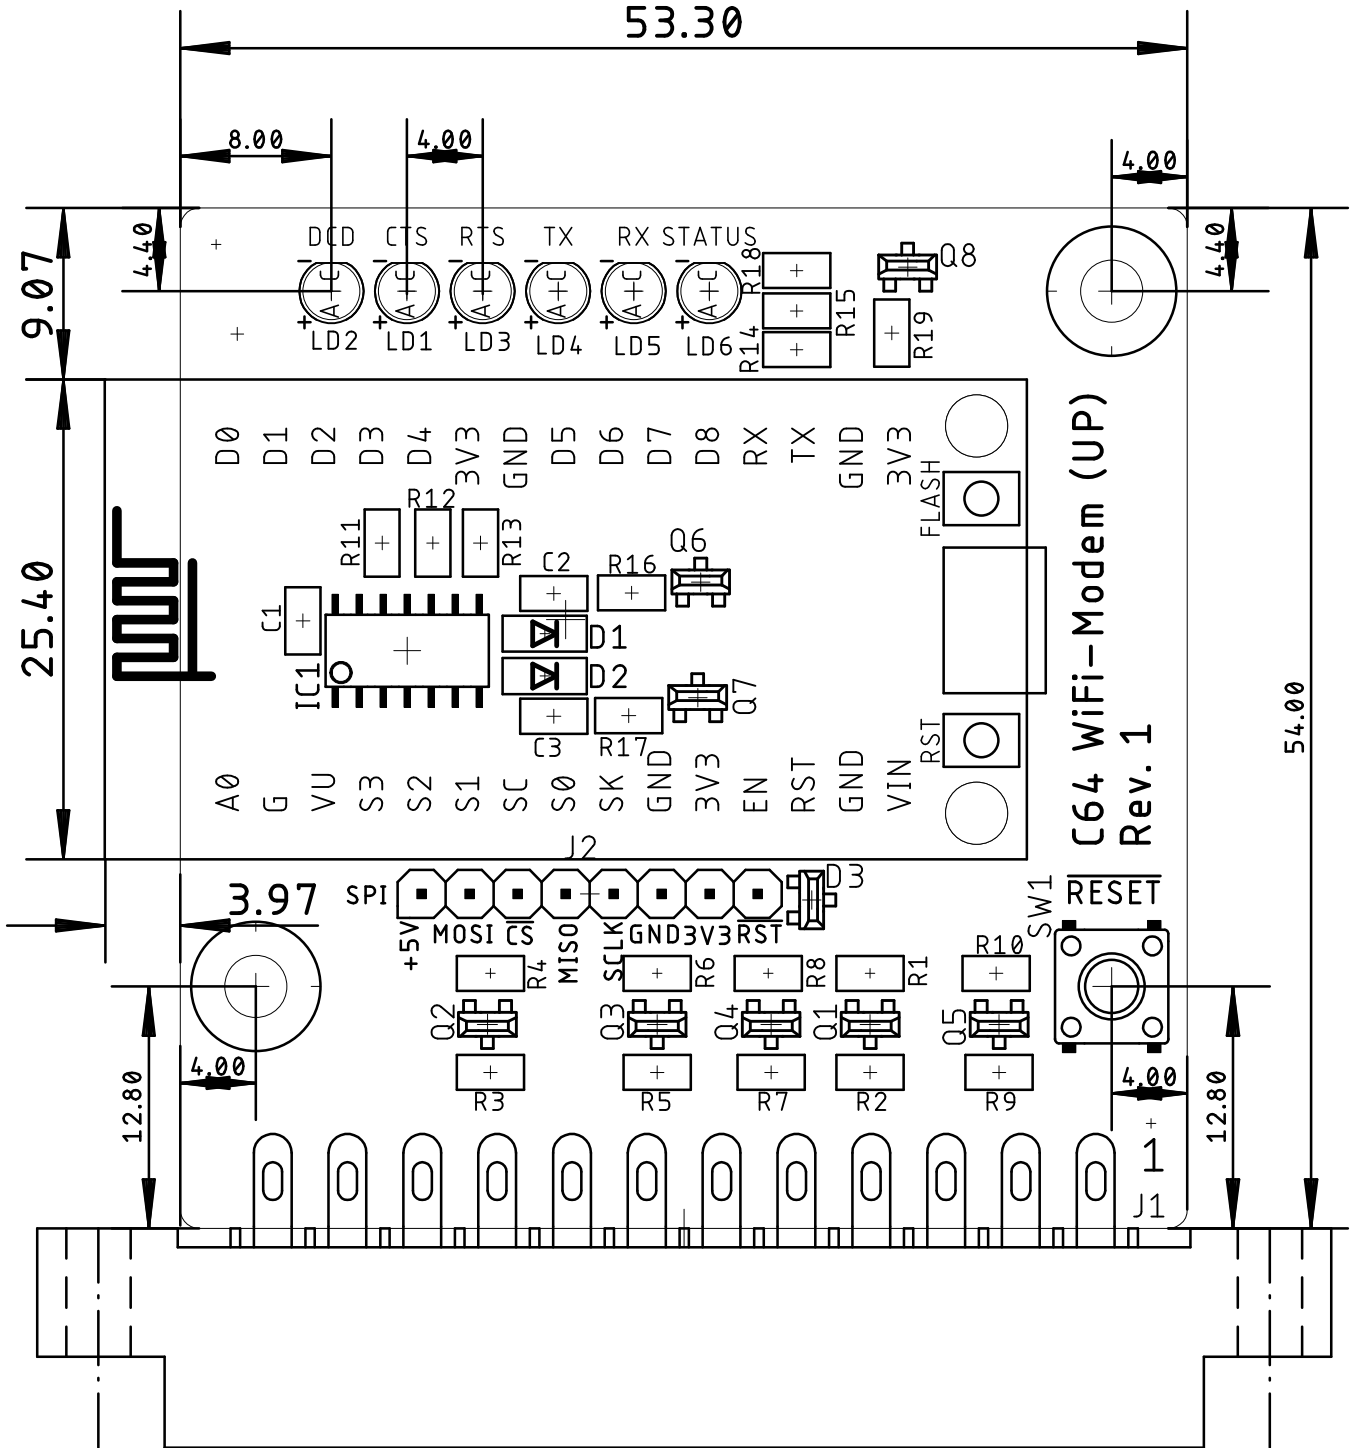 53.30
8.00
4.00
4.00
4.40
9.07
4.40
DCD CTS RTS TX RX STATUS
R18
Q8
A C
A C
A C
A C
A C
A C
R15
R19
R14
LD2 LD1 LD3 LD4 LD5 LD6
D0 D1 D2 D3 D4 3V3 GND D5 D6 D7 D8 RX TX GND 3V3
FLASH
R12
R11
R13
Q6
C2
R16
25.40
C1
D1
IC1
D2
Q7
C3
R17
54.00
C64 WiFi-Modem (UP)
Rev. 1
RST
A0 G VU S3 S2 S1 SC S0 SK GND 3V3 EN RST GND VIN
J2
D3
3.97
SPI
+5V MOSI CS MISO SCLK GND 3V3 RST
SW1
RESET
R4 R6 R8 R1 R10
Q2 Q3 Q4 Q1 Q5
R3 R5 R7 R2 R9
4.00
4.00
12.80
12.80
1
J1